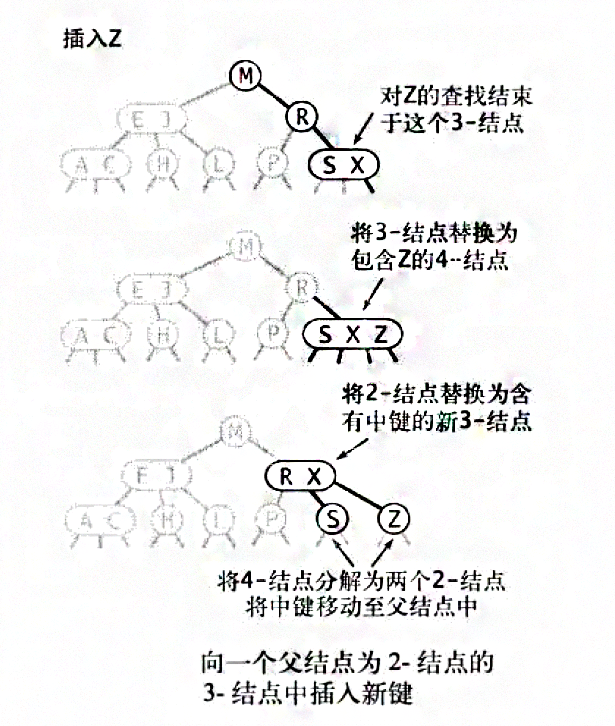 插入Z
M
E J
R
A C
H
L
P
S X
对Z的查找结束
于这个3-结点
将3-结点替换为
包含Z的4-结点
M
E J
R
A C
H
L
P
S X Z
将2-结点替换为含
有中键的新3-结点
M
E J
R X
A C
H
L
P
S
Z
将4-结点分解为两个2-结点
将中键移动至父结点中
向一个父结点为2-结点的
3-结点中插入新键